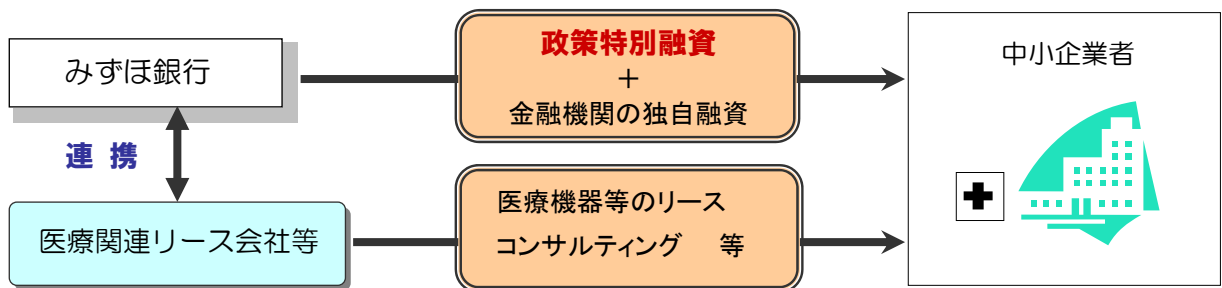 みずほ銀行
連 携
医療関連リース会社等
政策特別融資
＋
金融機関の独自融資
医療機器等のリース
コンサルティング　等
中小企業者